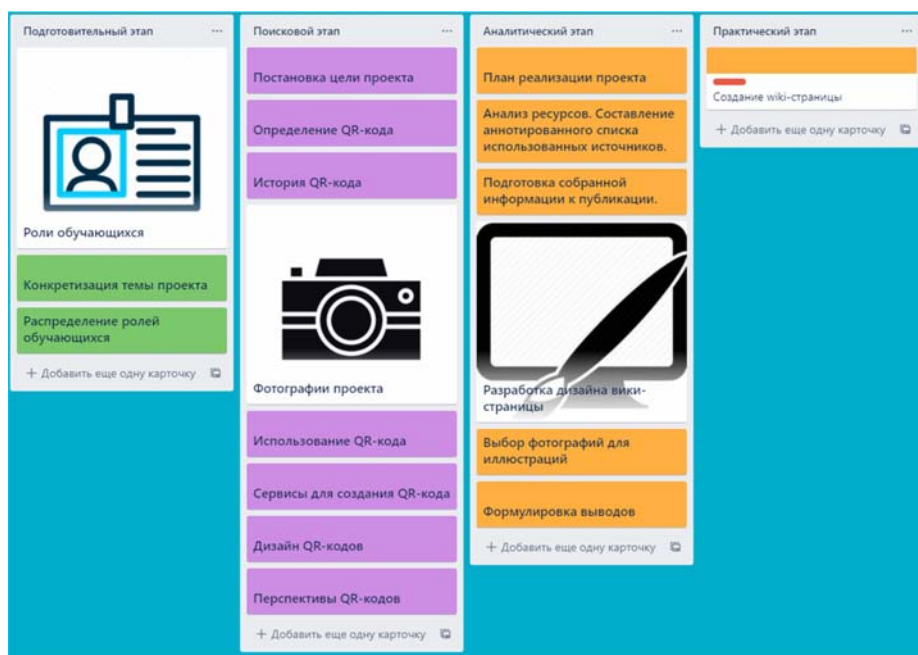 Подготовительный этап
Роли обучающихся
Конкретизация темы проекта
Распределение ролей
обучающихся
+ Добавить еще одну карточку
Поисковой этап
Постановка цели проекта
Определение QR-кода
История QR-кода
Фотографии проекта
Использование QR-кода
Сервисы для создания QR-кода
Дизайн QR-кодов
Перспективы QR-кодов
+ Добавить еще одну карточку
Аналитический этап
План реализации проекта
Анализ ресурсов. Составление
аннотированного списка
использованных источников.
Подготовка собранной
информации к публикации.
Разработка дизайна вики-
страницы
Выбор фотографий для
иллюстраций
Формулировка выводов
+ Добавить еще одну карточку
Практический этап
Создание wiki-страницы
+ Добавить еще одну карточку